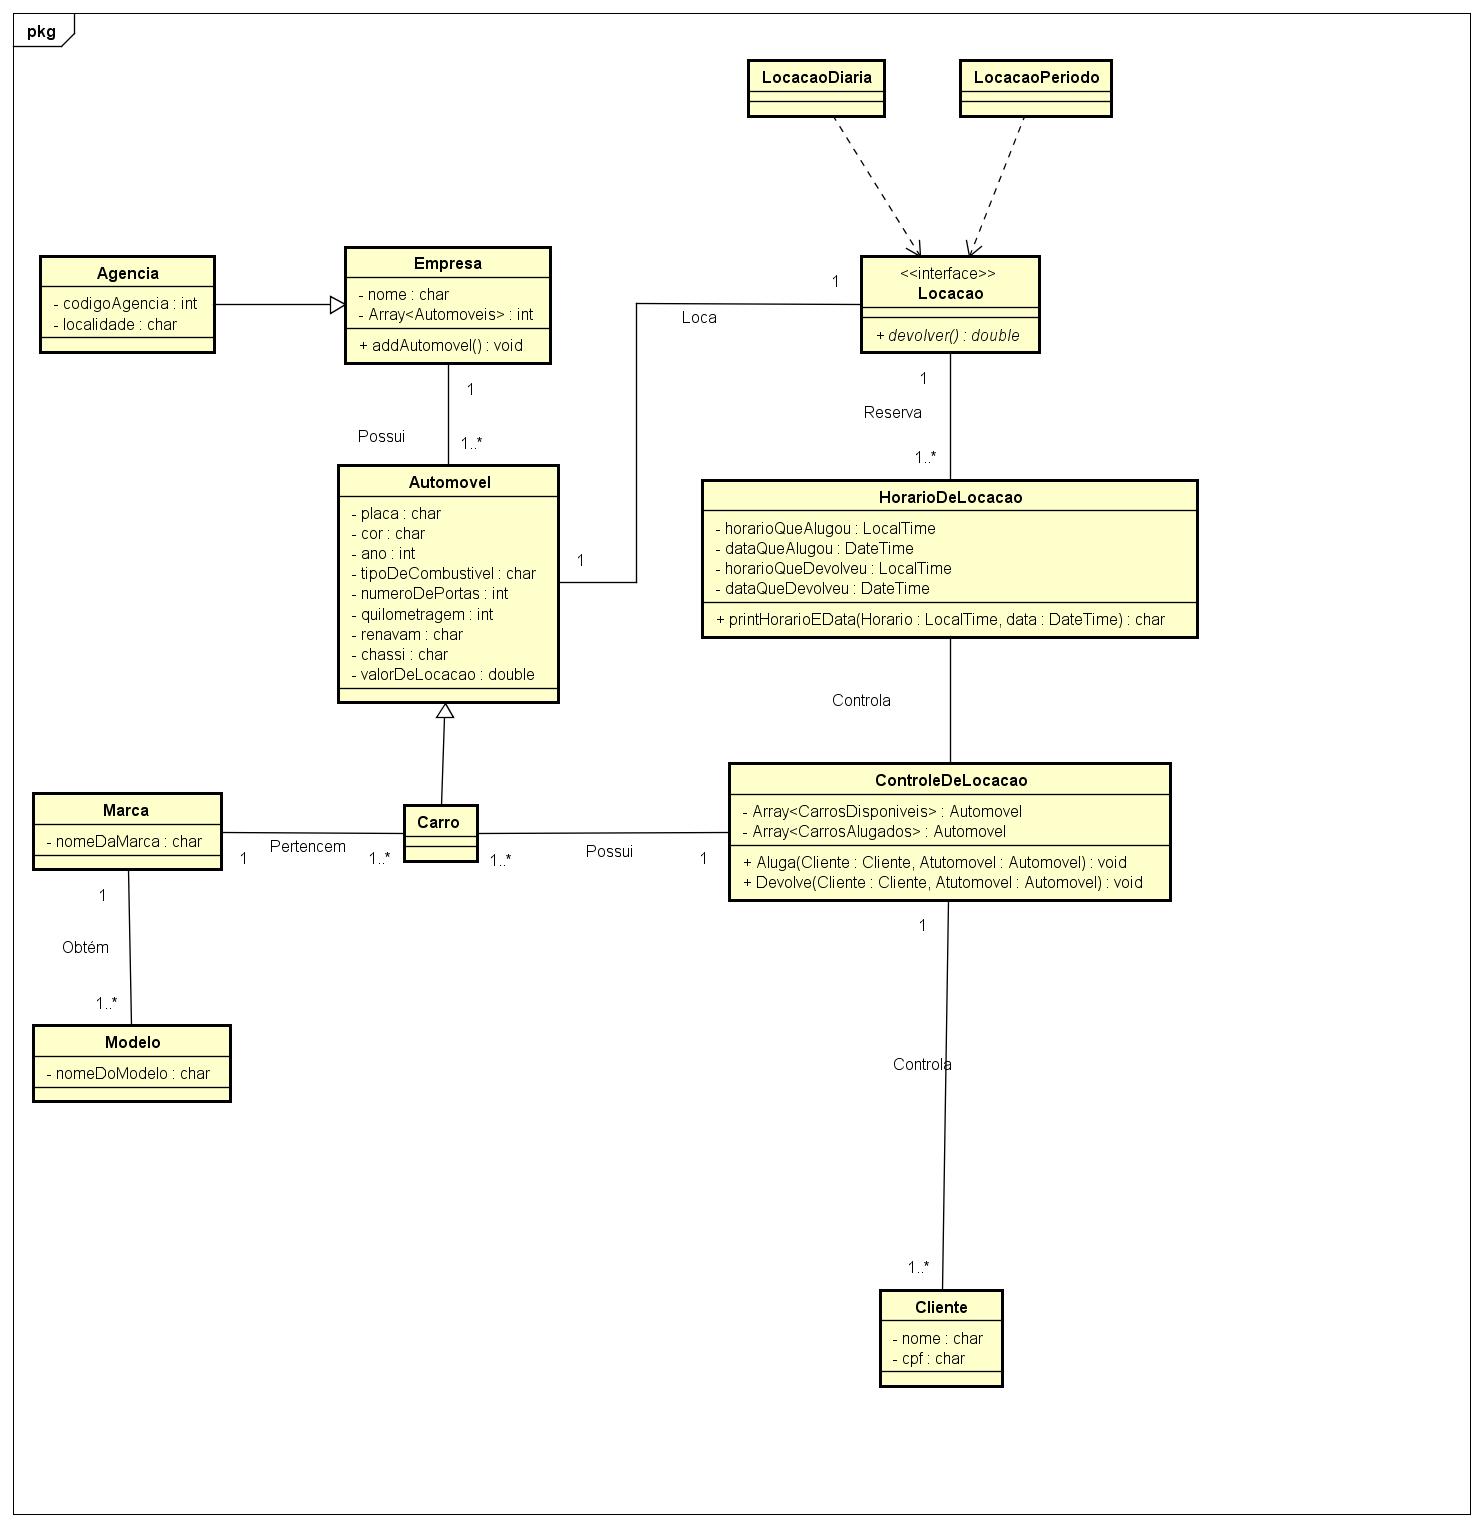 pkg
LocacaoDiaria
LocacaoPeriodo
Agencia
- codigoAgencia : int
- localidade : char
Empresa
- nome : char
- Array<Automoveis> : int
+ addAutomovel() : void
<<interface>>
Locacao
+ devolver() : double
1
Loca
1
Possui
1..*
1
Reserva
1..*
Automovel
- placa : char
- cor : char
- ano : int
- tipoDeCombustivel : char
- numeroDePortas : int
- quilometragem : int
- renavam : char
- chassi : char
- valorDeLocacao : double
1
HorarioDeLocacao
- horarioQueAlugou : LocalTime
- dataQueAlugou : DateTime
- horarioQueDevolveu : LocalTime
- dataQueDevolveu : DateTime
+ printHorarioEData(Horario : LocalTime, data : DateTime) : char
Controla
Marca
- nomeDaMarca : char
1
Pertencem
1..*
Carro
1..*
Possui
1
ControleDeLocacao
- Array<CarrosDisponiveis> : Automovel
- Array<CarrosAlugados> : Automovel
+ Aluga(Cliente : Cliente, Atutomovel : Automovel) : void
+ Devolve(Cliente : Cliente, Atutomovel : Automovel) : void
1
Obtém
1..*
Modelo
- nomeDoModelo : char
1
Controla
1..*
Cliente
- nome : char
- cpf : char